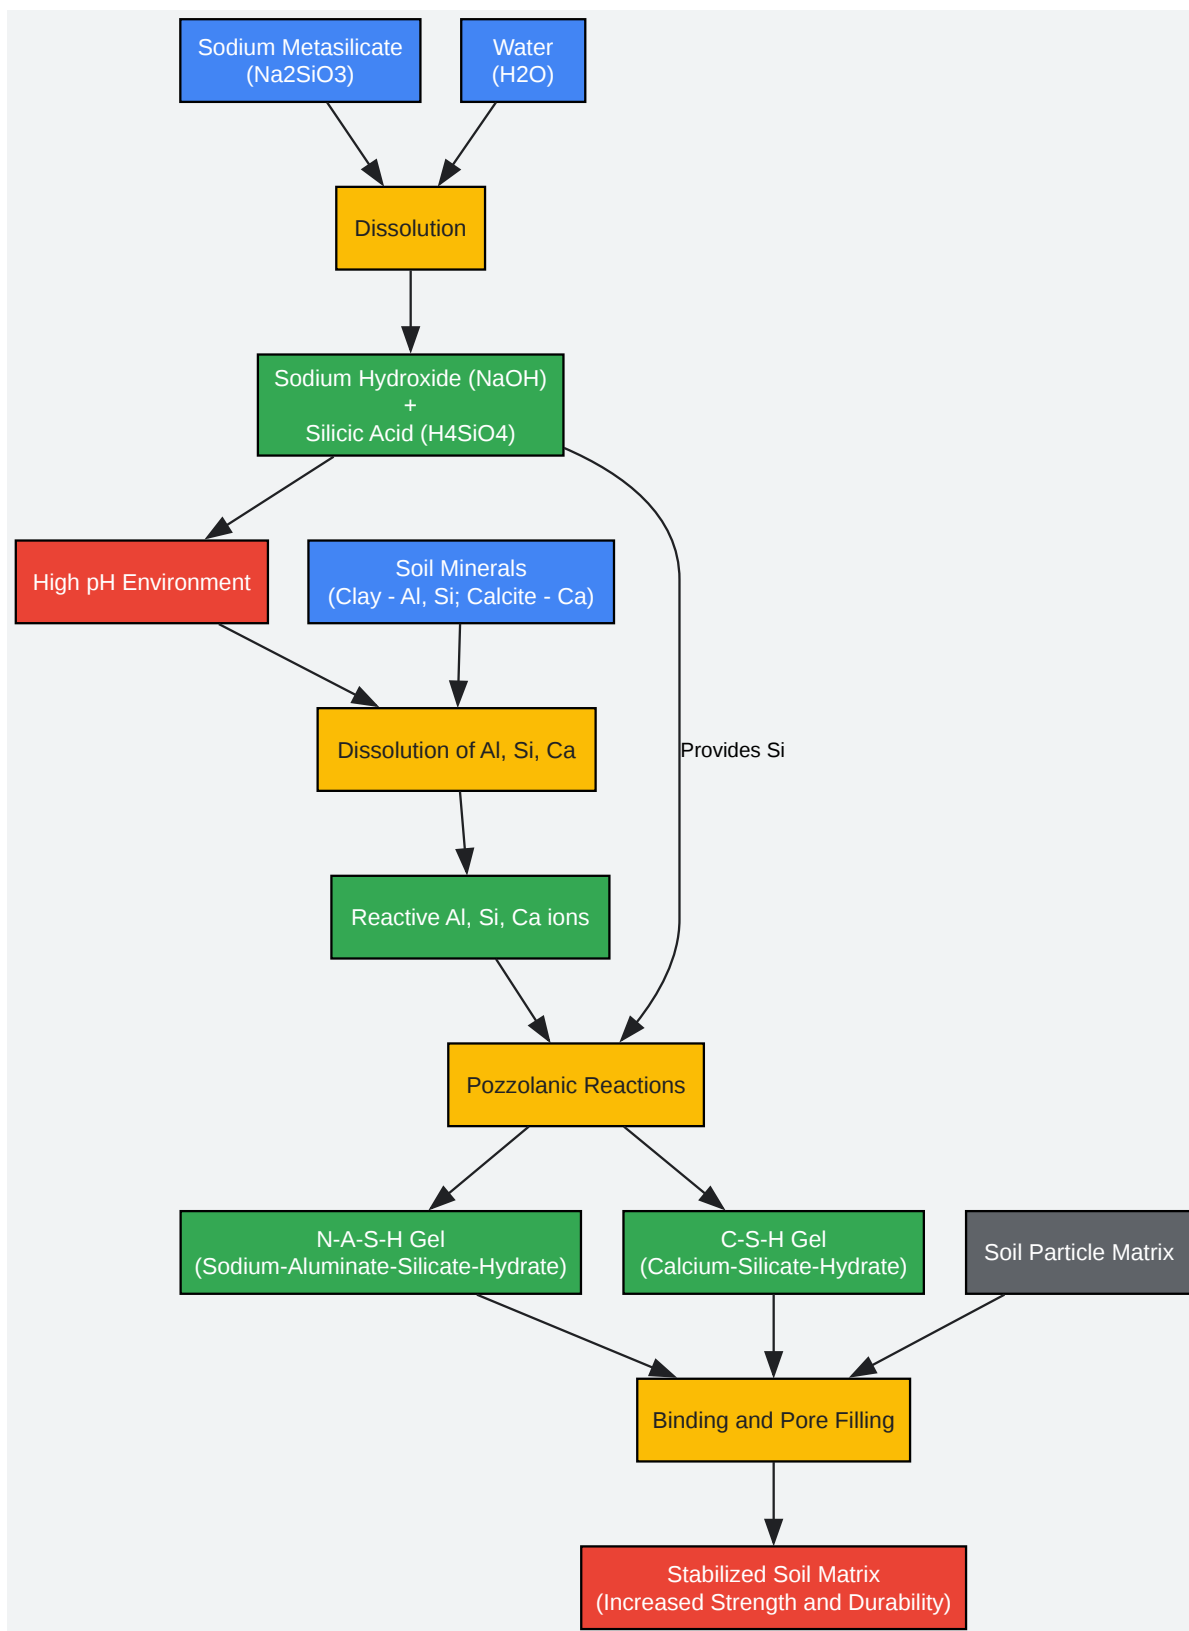 Sodium Metasilicate
(Na2SiO3)
Water
(H2O)
Dissolution
Sodium Hydroxide (NaOH)
+
Silicic Acid (H4SiO4)
High pH Environment
Soil Minerals
(Clay - Al, Si; Calcite - Ca)
Dissolution of Al, Si, Ca
Provides Si
Reactive Al, Si, Ca ions
Pozzolanic Reactions
N-A-S-H Gel
(Sodium-Aluminate-Silicate-Hydrate)
C-S-H Gel
(Calcium-Silicate-Hydrate)
Soil Particle Matrix
Binding and Pore Filling
Stabilized Soil Matrix
(Increased Strength and Durability)